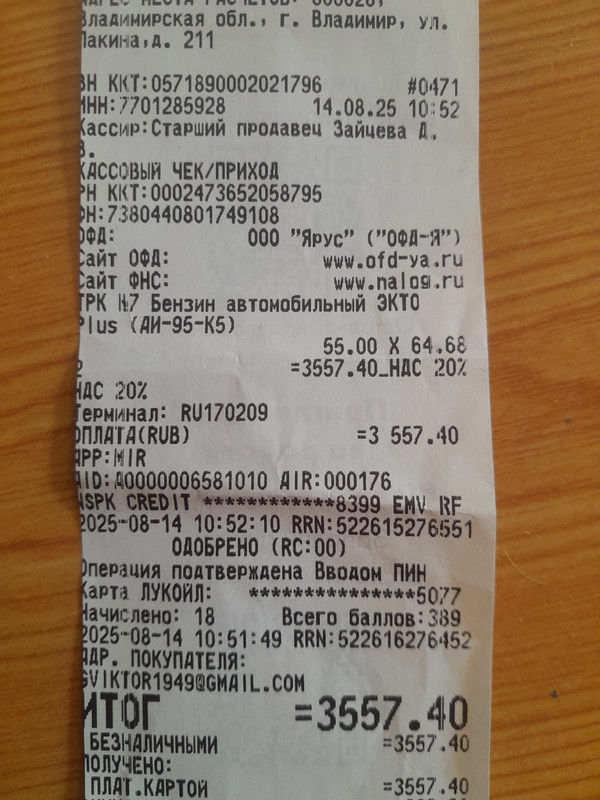 АДРЕС МЕСТА РАСЧЕТОВ: 600026,
Владимирская обл., г. Владимир, ул.
Лакина,д. 211
ЗН ККТ:0571890002021796 #0471
ИНН:7701285928 14.08.25 10:52
Кассир:Старший продавец Зайцева Д.
В.
КАССОВЫЙ ЧЕК/ПРИХОД
РН ККТ:0002473652058795
ФН:7380440801749108
ОФД: ООО "Ярус" ("ОФД-Я")
Сайт ОФД: www.ofd-ya.ru
Сайт ФНС: www.nalog.ru
ТРК №7 Бензин автомобильный ЭКТО
Plus (АИ-95-К5)
55.00 X 64.68
=3557.40_НДС 20%
НДС 20%
Терминал: RU170209
ОПЛАТА(RUB) =3 557.40
APP:MIR
AID:A0000006581010 AIR:000176
NSPK CREDIT ************8399 EMV RF
2025-08-14 10:52:10 RRN:522615276551
ОДОБРЕНО (RC:00)
Операция подтверждена Вводом ПИН
Карта ЛУКОЙЛ: ***************5077
Начислено: 18 Всего баллов:389
2025-08-14 10:51:49 RRN:522616276452
АДР. ПОКУПАТЕЛЯ:
GVIKTOR1949@GMAIL.COM
ИТОГ =3557.40
БЕЗНАЛИЧНЫМИ =3557.40
ПОЛУЧЕНО:
ПЛАТ.КАРТОЙ =3557.40